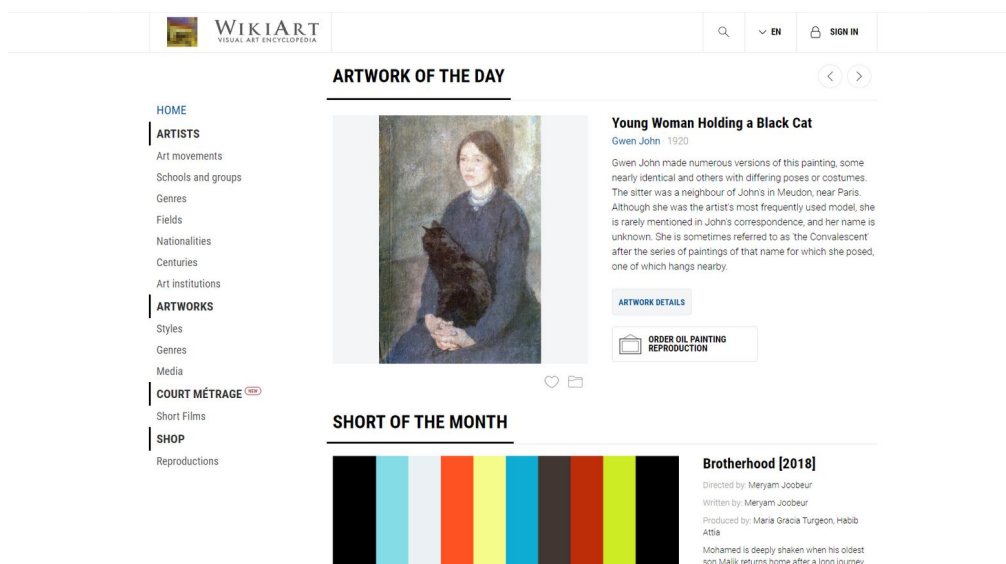 WIKIART
VISUAL ART ENCYCLOPEDIA
EN
SIGN IN
HOME
ARTISTS
Art movements
Schools and groups
Genres
Fields
Nationalities
Centuries
Art institutions
ARTWORKS
Styles
Genres
Media
COURT MÉTRAGE NEW
Short Films
SHOP
Reproductions
ARTWORK OF THE DAY
Young Woman Holding a Black Cat
Gwen John · 1920
Gwen John made numerous versions of this painting, some
nearly identical and others with differing poses or costumes.
The sitter was a neighbour of John's in Meudon, near Paris.
Although she was the artist's most frequently used model, she
is rarely mentioned in John's correspondence, and her name is
unknown. She is sometimes referred to as 'the Convalescent'
after the series of paintings of that name for which she posed,
one of which hangs nearby.
ARTWORK DETAILS
ORDER OIL PAINTING
REPRODUCTION
SHORT OF THE MONTH
Brotherhood [2018]
Directed by: Meryam Joobeur
Written by: Meryam Joobeur
Produced by: Maria Gracia Turgeon, Habib
Attia
Mohamed is deeply shaken when his oldest
son Malik returns home after a long journey